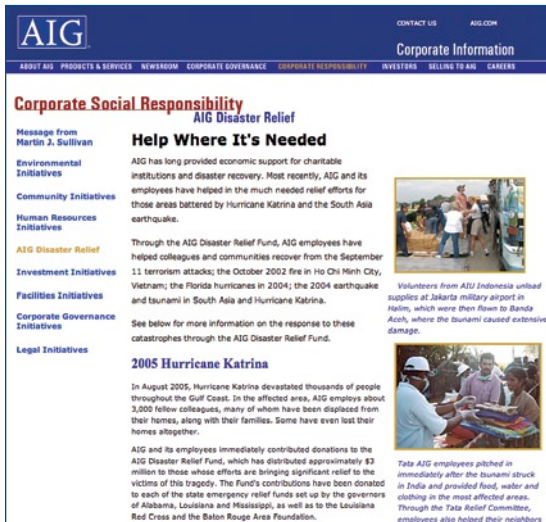 AIG
CONTACT US AIG.COM
Corporate Information
ABOUT AIG PRODUCTS & SERVICES NEWSROOM CORPORATE GOVERNANCE CORPORATE RESPONSIBILITY INVESTORS SELLING TO AIG CAREERS
Corporate Social Responsibility
AIG Disaster Relief
Message from
Martin J. Sullivan
Environmental
Initiatives
Community Initiatives
Human Resources
Initiatives
AIG Disaster Relief
Investment Initiatives
Facilities Initiatives
Corporate Governance
Initiatives
Legal Initiatives
Help Where It's Needed
AIG has long provided economic support for charitable
institutions and disaster recovery. Most recently, AIG and its
employees have helped in the much needed relief efforts for
those areas battered by Hurricane Katrina and the South Asia
earthquake.
Through the AIG Disaster Relief Fund, AIG employees have
helped colleagues and communities recover from the September
11 terrorism attacks; the October 2002 fire in Ho Chi Minh City,
Vietnam; the Florida hurricanes in 2004; the 2004 earthquake
and tsunami in South Asia and Hurricane Katrina.
See below for more information on the response to these
catastrophes through the AIG Disaster Relief Fund.
2005 Hurricane Katrina
In August 2005, Hurricane Katrina devastated thousands of people
throughout the Gulf Coast. In the affected area, AIG employs about
3,000 fellow colleagues, many of whom have been displaced from
their homes, along with their families. Some have even lost their
homes altogether.
AIG and its employees immediately contributed donations to the
AIG Disaster Relief Fund, which has distributed approximately $3
million to those whose efforts are bringing significant relief to the
victims of this tragedy. The Fund's contributions have been donated
to each of the state emergency relief funds set up by the governors
of Alabama, Louisiana and Mississippi, as well as to the Louisiana
Red Cross and the Baton Rouge Area Foundation.
Volunteers from AIU Indonesia unload
supplies at Jakarta military airport in
Halim, which were then flown to Banda
Aceh, where the tsunami caused extensive
damage.
Tata AIG employees pitched in
immediately after the tsunami struck
in India and provided food, water and
clothing in the most affected areas.
Through the Tata Relief Committee,
employees also helped their neighbors